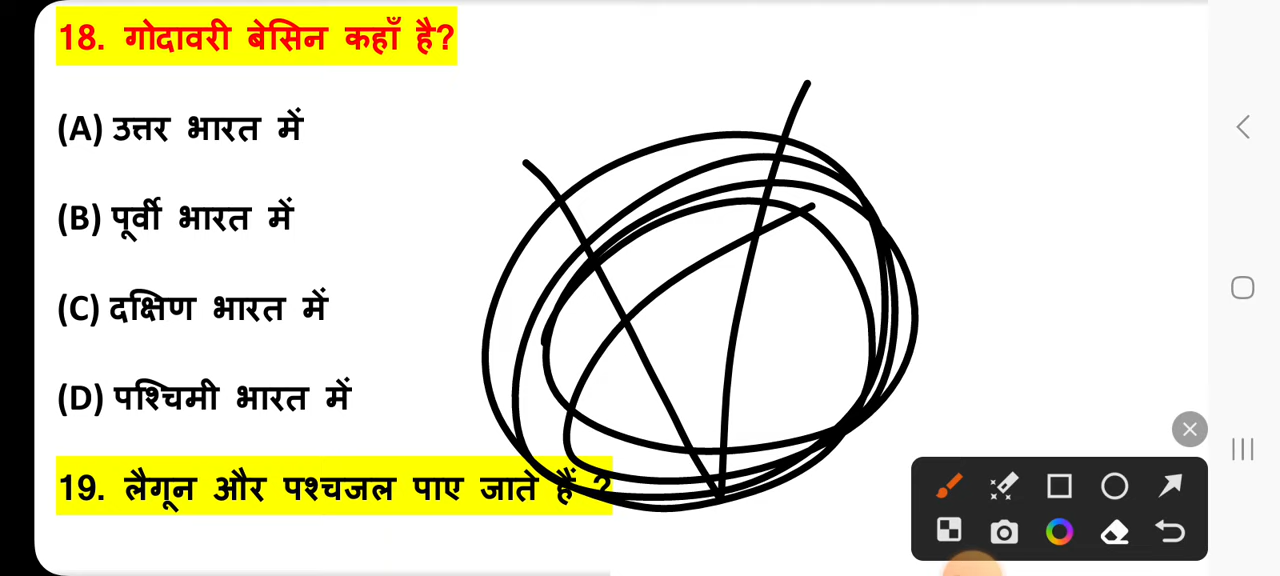 18. गोदावरी बेसिन कहाँ है?
(A) उत्तर भारत में
(B) पूर्वी भारत में
(C) दक्षिण भारत में
(D) पश्चिमी भारत में
19. लैगून और पश्चजल पाए जाते हैं ?